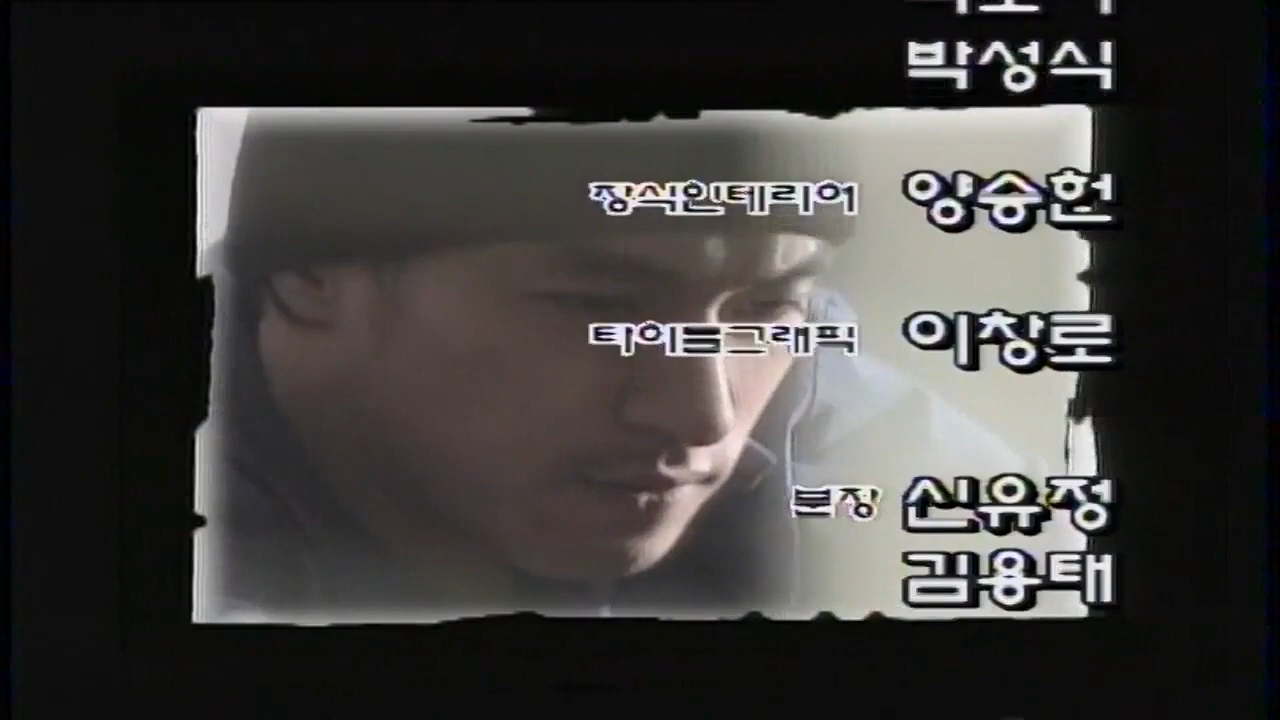 박성식
장식인테리어 양승헌
타이틀그래픽 이창로
분장 신유정
김용태